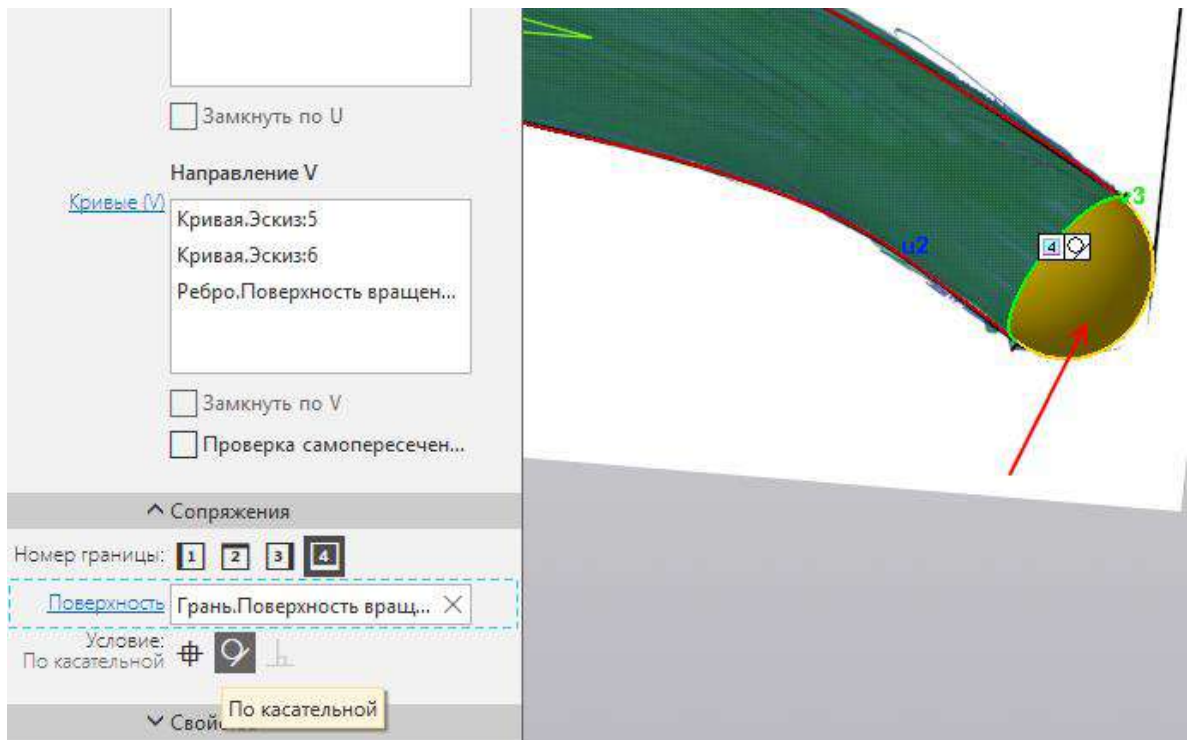 Замкнуть по U
Направление V
Кривые (V)
Кривая.Эскиз:5
Кривая.Эскиз:6
Ребро.Поверхность вращен...
Замкнуть по V
Проверка самопересечен...
Сопряжения
Номер границы: 1 2 3 4
Поверхность Грань.Поверхность вращ...
Условие:
По касательной
По касательной
u2
4
3